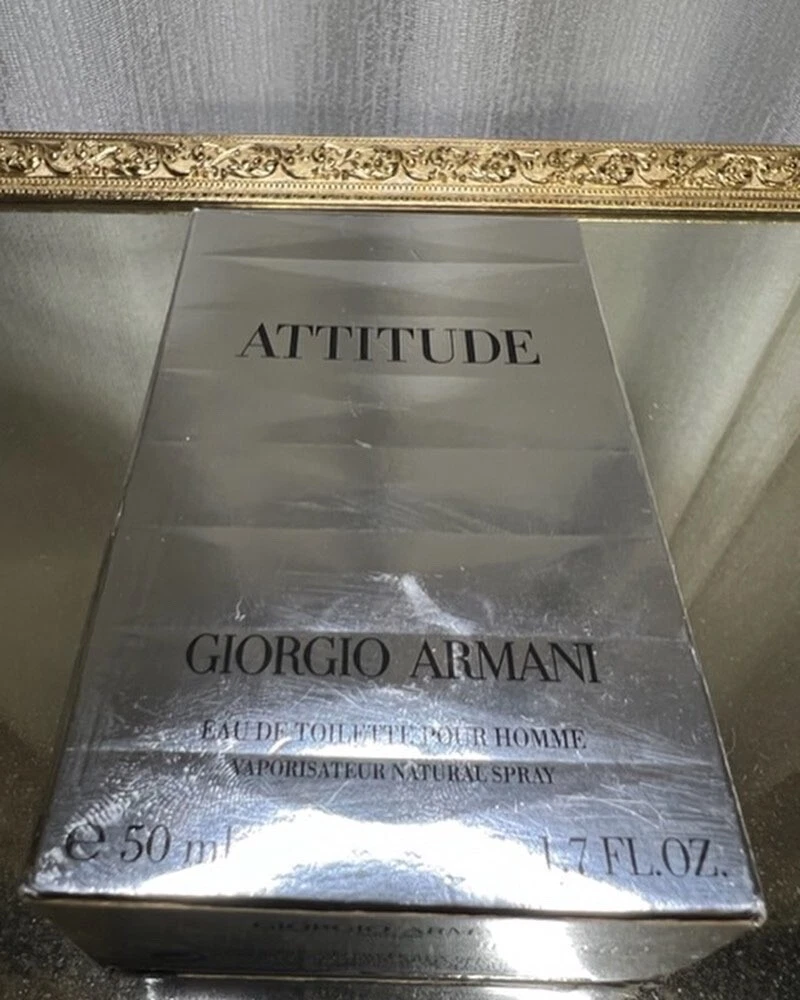 ATTITUDE
GIORGIO ARMANI
EAU DE TOILETTE POUR HOMME
VAPORISATEUR NATURAL SPRAY
e 50 ml 1.7 FL.OZ.